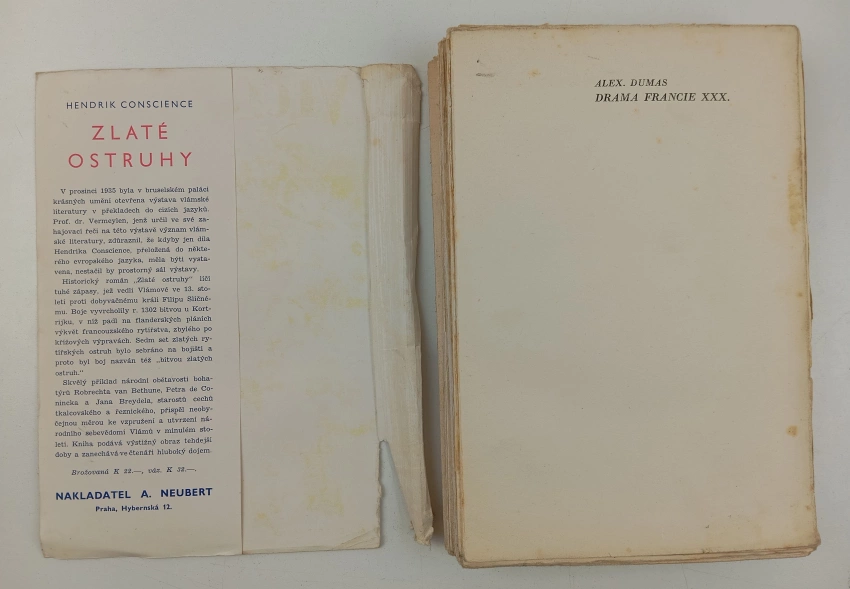 HENDRIK CONSCIENCE
ZLATÉ
OSTRUHY
V prosinci 1935 byla v bruselském paláci
krásných umění otevřena výstava vlámské
literatury v překladech do cizích jazyků.
Prof. dr. Vermeylen, jenž určil ve své za-
hajovací řeči na této výstavě význam vlám-
ské literatury, zdůraznil, že kdyby jen díla
Hendrika Conscience, přeložená do někte-
rého evropského jazyka, měla býti vysta-
vena, nestačil by prostorný sál výstavy.
Historický román „Zlaté ostruhy" líčí
tuhé zápasy, jež vedli Vlámové ve 13. sto-
letí proti dobyvačnému králi Filipu Sličné-
mu. Boje vyvrcholily r. 1302 bitvou u Kort-
rijku, v níž padl na flanderských pláních
výkvět francouzského rytířstva, zbylého po
křížových výpravách. Sedm set zlatých ry-
tířských ostruh bylo sebráno na bojišti a
proto byl boj nazván též „bitvou zlatých
ostruh."
Skvělý příklad národní obětavosti boha-
týrů Robrechta van Bethune, Petra de Co-
nincka a Jana Breydela, starostů cechů
tkalcovského a řeznického, přispěl neoby-
čejnou měrou ke vzpružení a utvrzení ná-
rodního sebevědomí Vlámů v minulém sto-
letí. Kniha podává výstižný obraz tehdejší
doby a zanechává ve čtenáři hluboký dojem.
Brožovaná K 22.—, váz. K 32.—.
NAKLADATEL A. NEUBERT
Praha, Hybernská 12.
ALEX. DUMAS
DRAMA FRANCIE XXX.